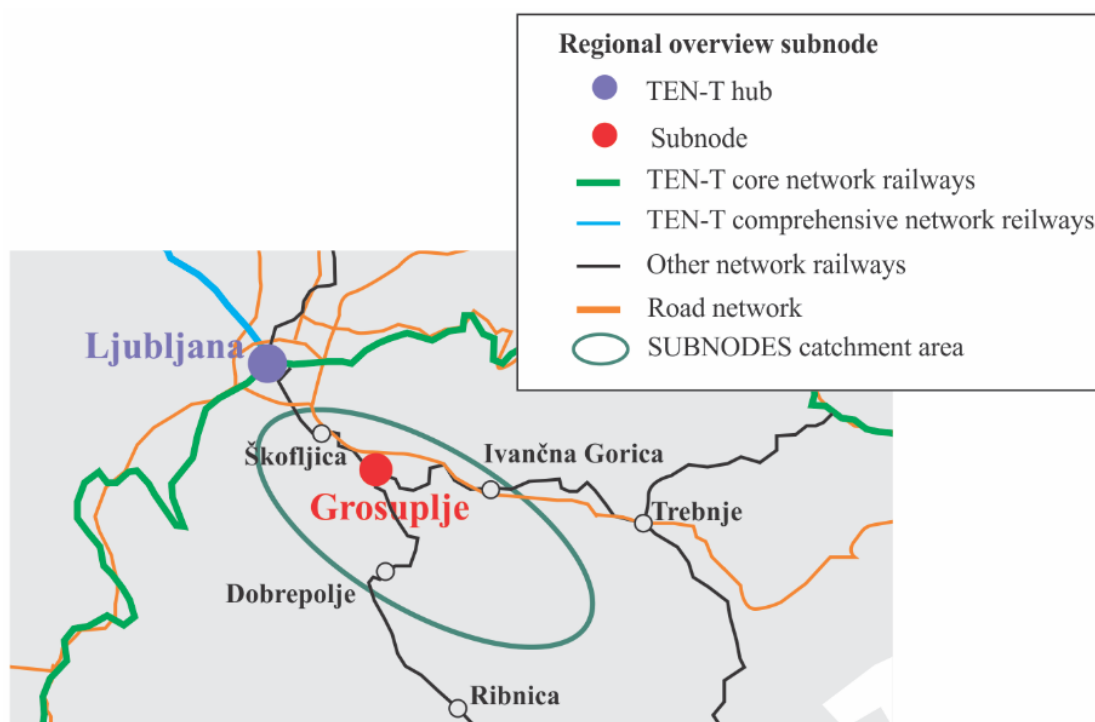 Regional overview subnode
TEN-T hub
Subnode
TEN-T core network railways
TEN-T comprehensive network reilways
Other network railways
Road network
SUBNODES catchment area
Ljubljana
Škofljica
Ivančna Gorica
Grosuplje
Trebnje
Dobrepolje
Ribnica